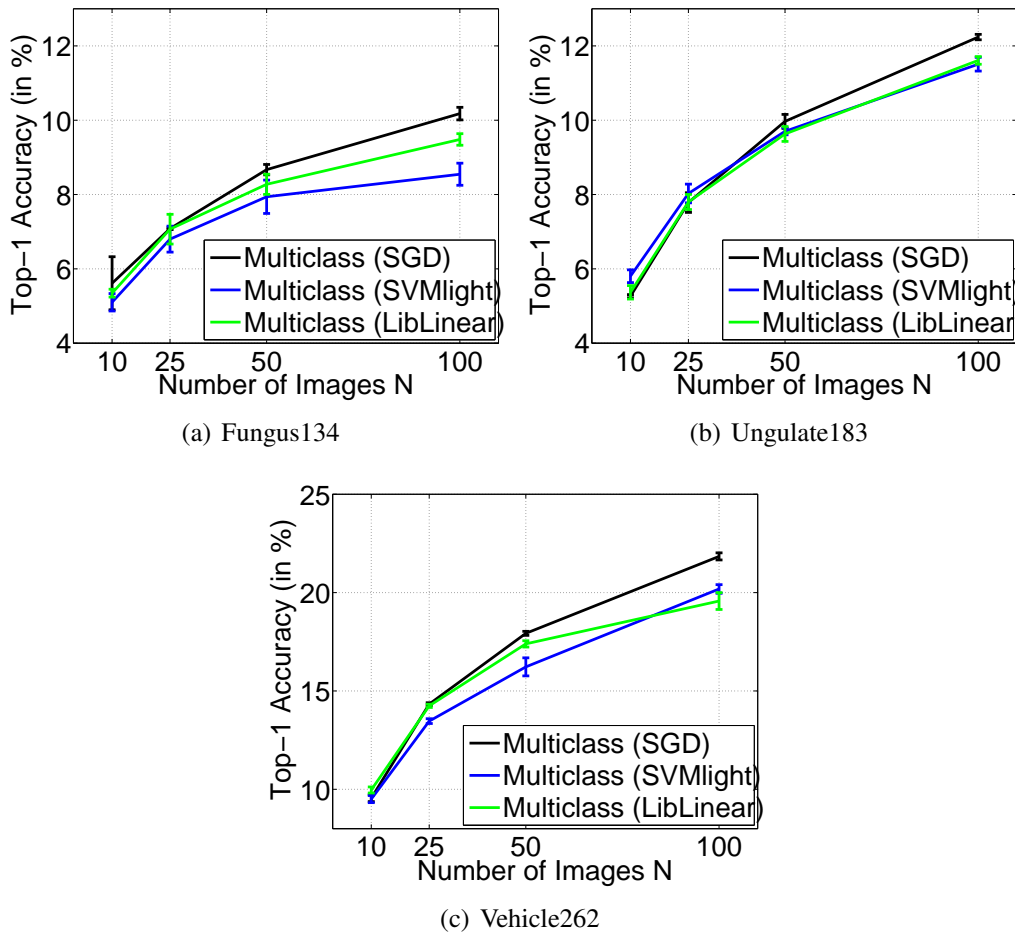 Top-1 Accuracy (in %)
12
10
8
6
4
10 25 50 100
Number of Images N
Multiclass (SGD)
Multiclass (SVMlight)
Multiclass (LibLinear)
(a) Fungus134
Top-1 Accuracy (in %)
12
10
8
6
4
10 25 50 100
Number of Images N
Multiclass (SGD)
Multiclass (SVMlight)
Multiclass (LibLinear)
(b) Ungulate183
Top-1 Accuracy (in %)
25
20
15
10
10 25 50 100
Number of Images N
Multiclass (SGD)
Multiclass (SVMlight)
Multiclass (LibLinear)
(c) Vehicle262